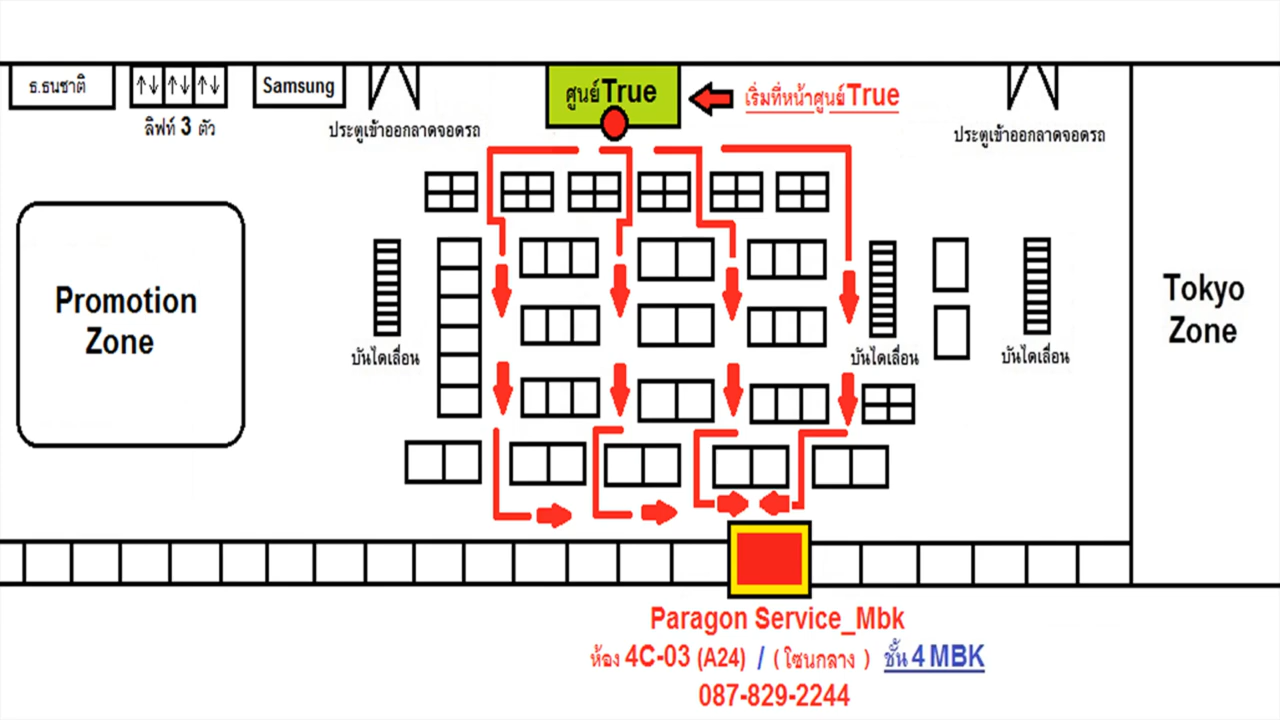 ธ.ธนชาติ
Samsung
ศูนย์True
เริ่มที่หน้าศูนย์True
ลิฟท์ 3 ตัว
ประตูเข้าออกลาดจอดรถ
ประตูเข้าออกลาดจอดรถ
Promotion
Zone
Tokyo
Zone
บันไดเลื่อน
บันไดเลื่อน
บันไดเลื่อน
Paragon Service_Mbk
ห้อง 4C-03 (A24) / ( โซนกลาง ) ชั้น 4 MBK
087-829-2244